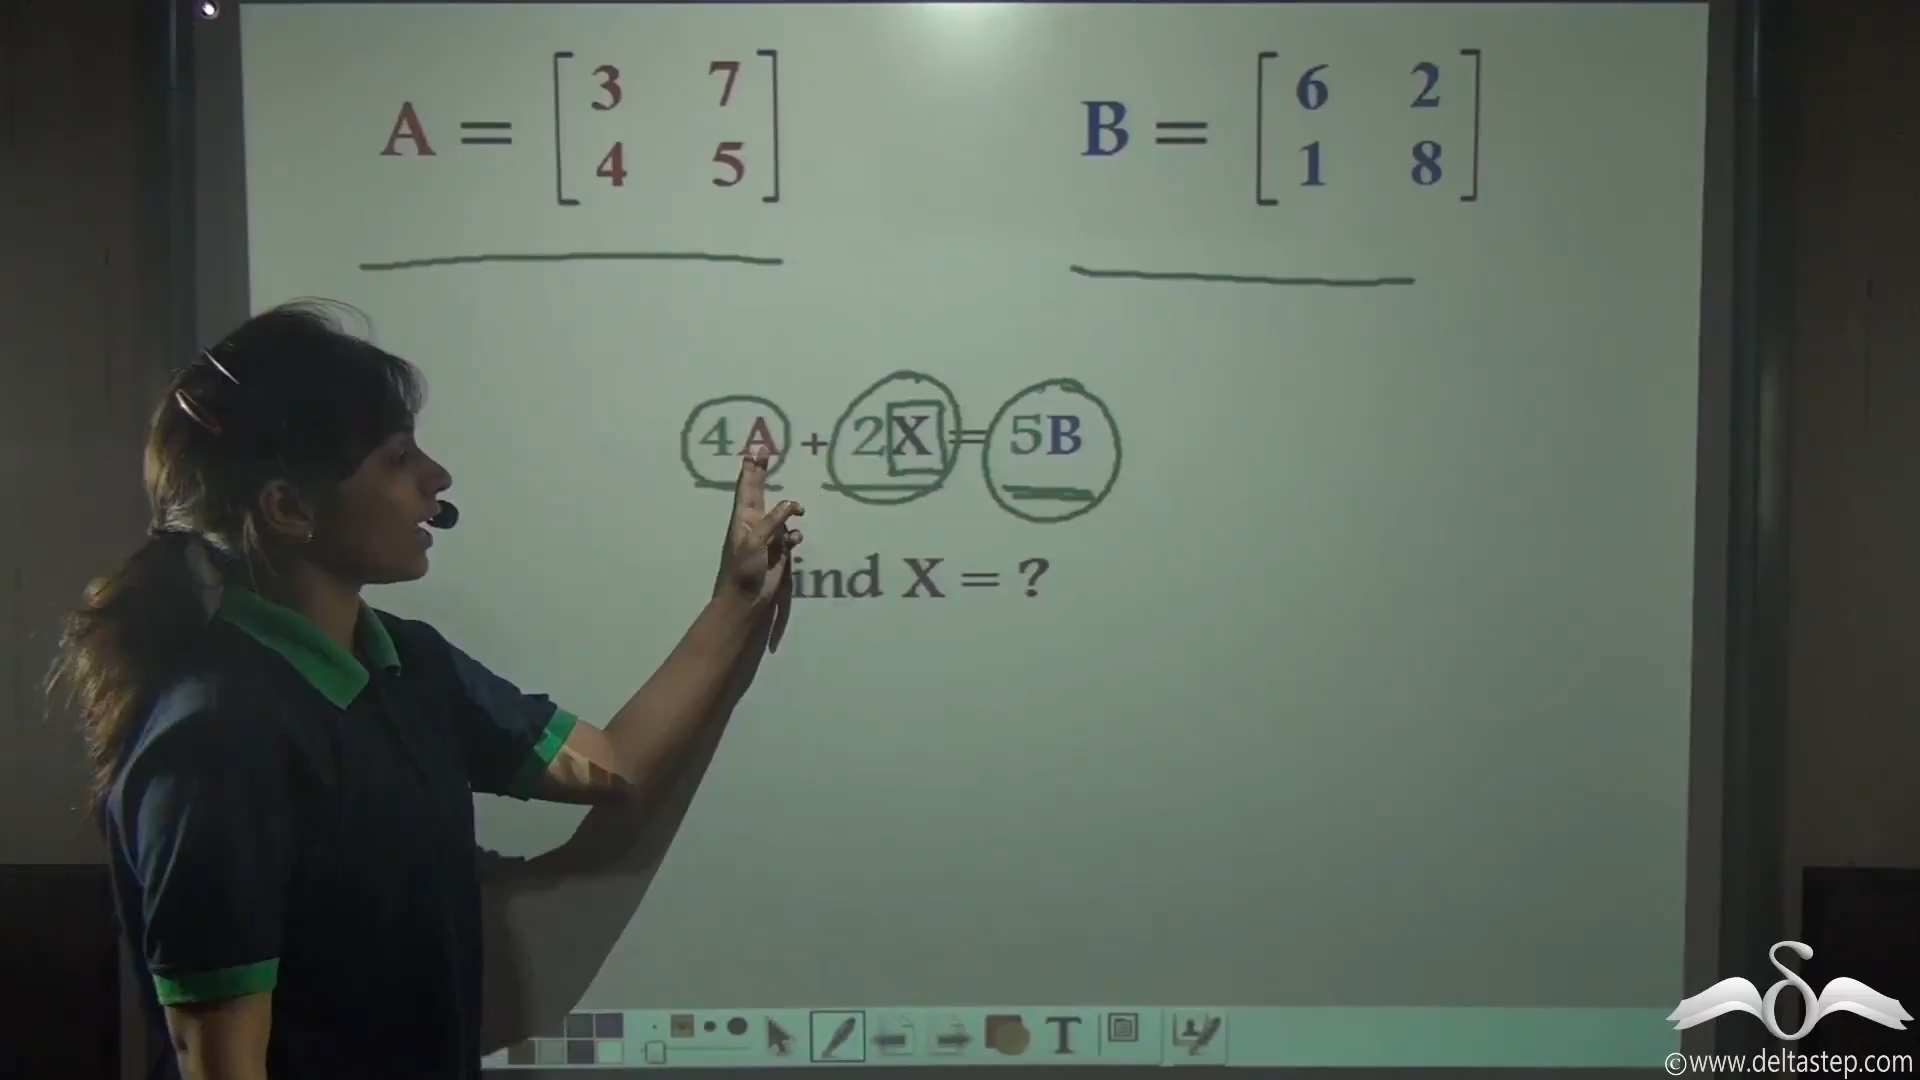 A = [ 3 7
4 5 ]
B = [ 6 2
1 8 ]
4A + 2X = 5B
ind X = ?
T
©www.deltastep.com